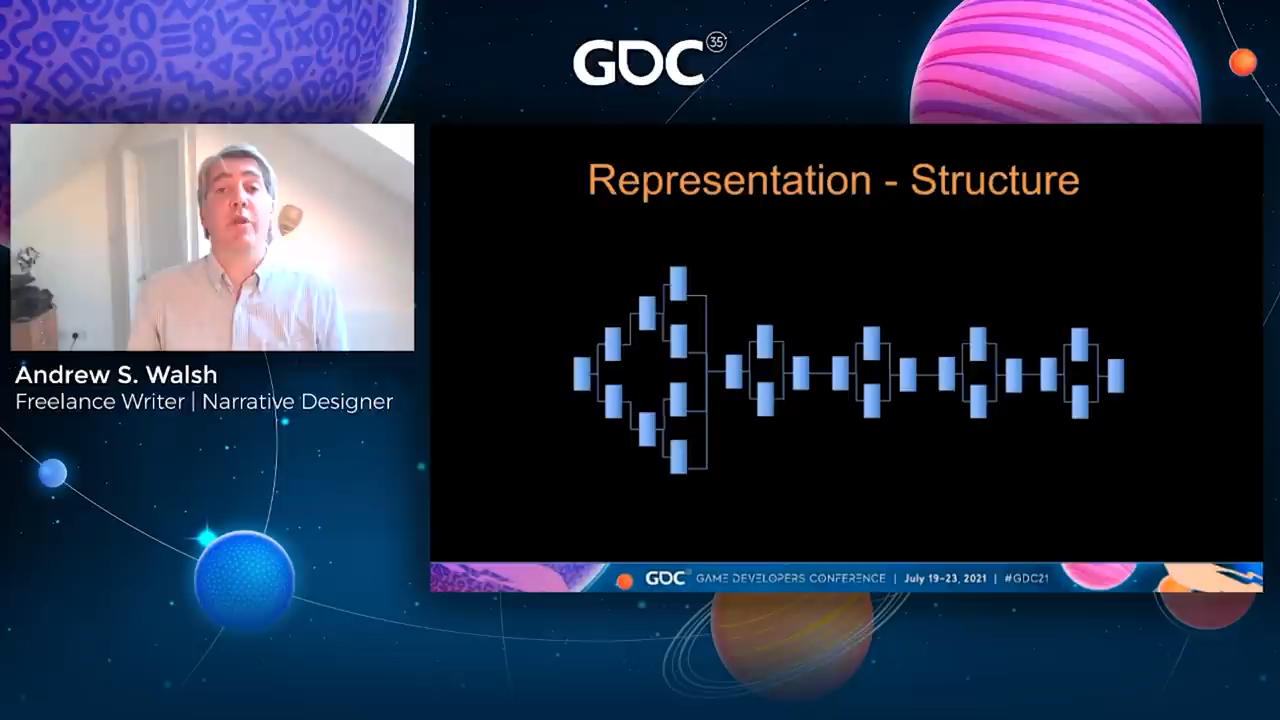 GDC 35
Representation - Structure
Andrew S. Walsh
Freelance Writer | Narrative Designer
GDC GAME DEVELOPERS CONFERENCE | July 19-23, 2021 | #GDC21